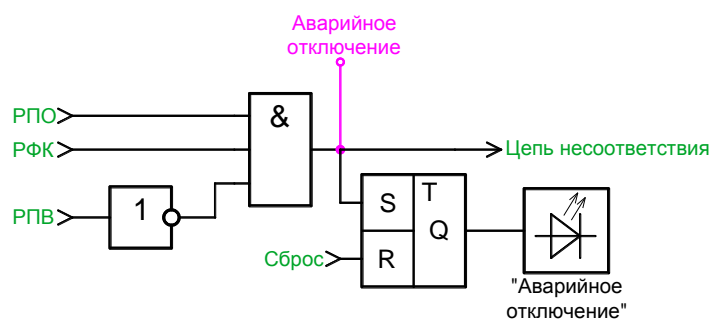 Аварийное
отключение
РПО
&
РФК
Цепь несоответствия
РПВ
1
S
T
Q
Сброс
R
"Аварийное
отключение"